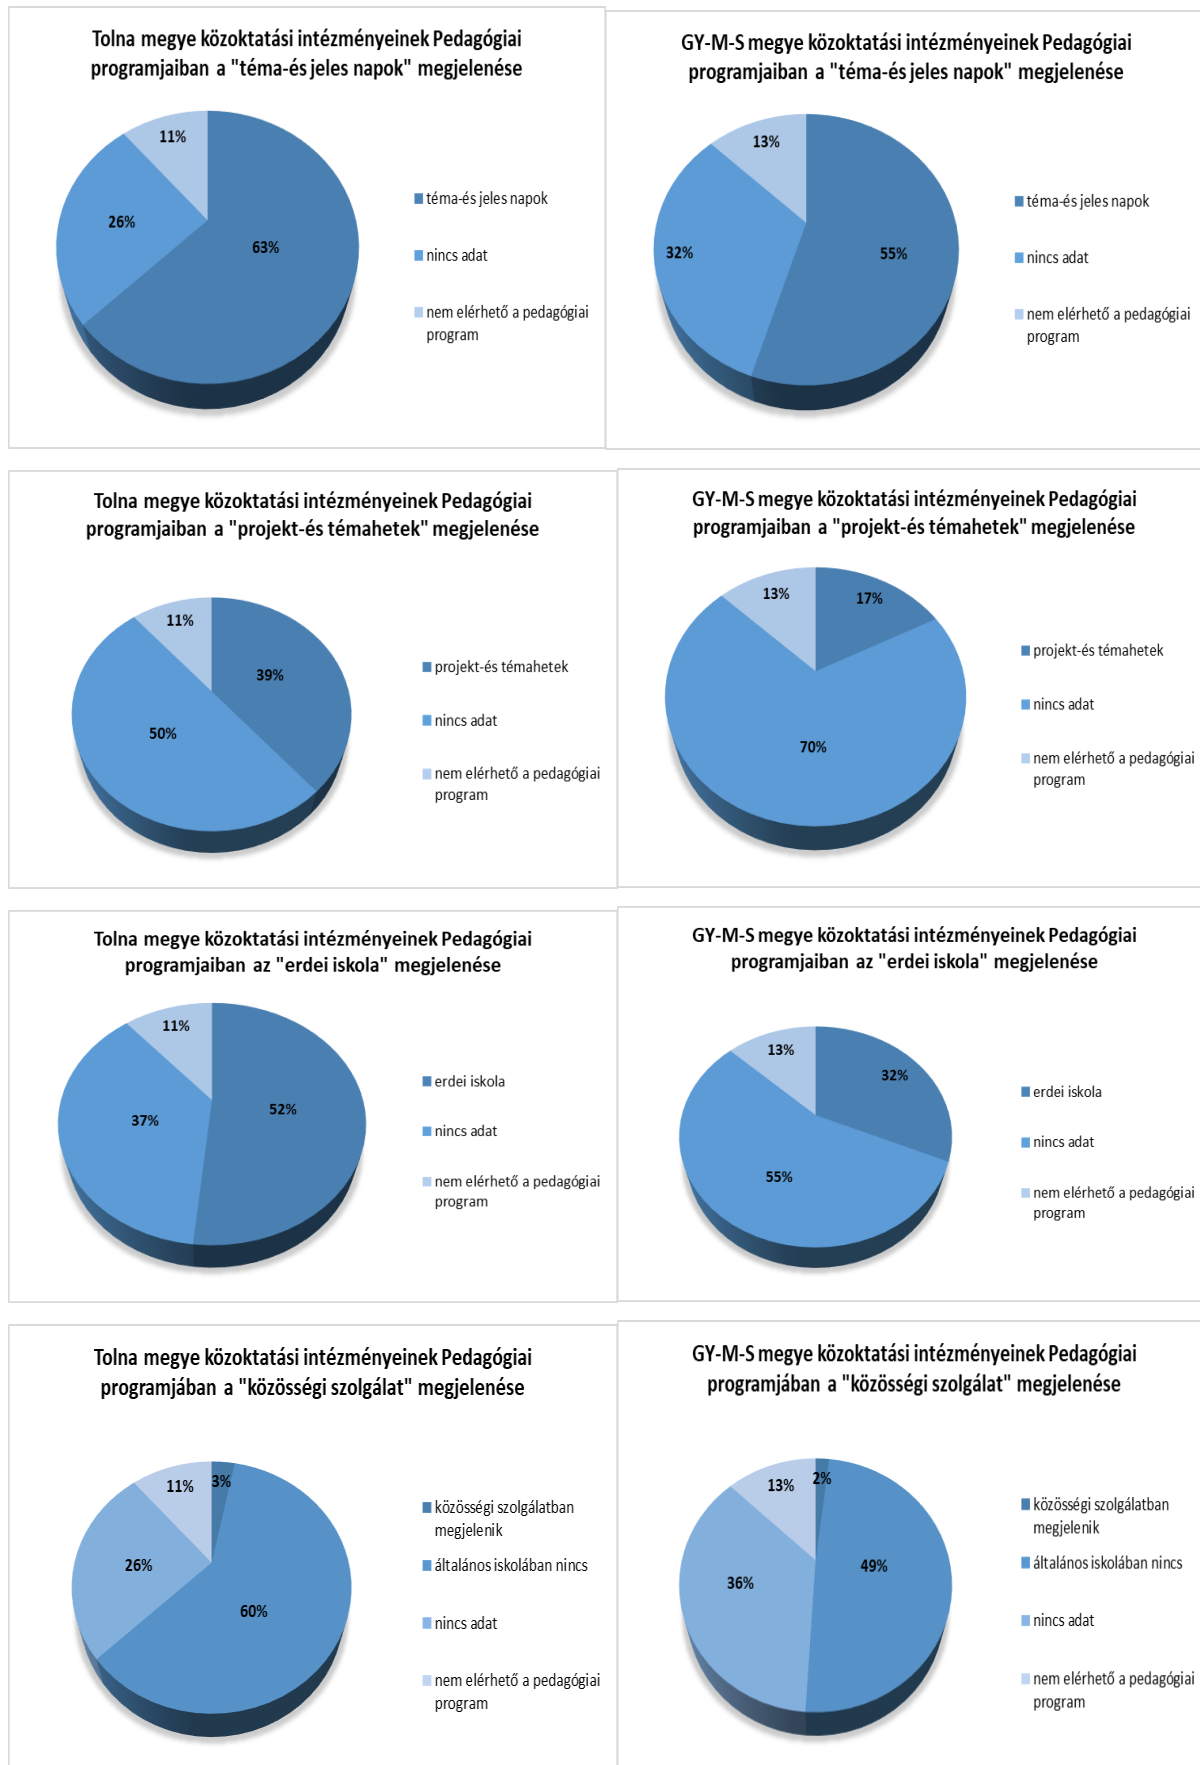 Tolna megye közoktatási intézményeinek Pedagógiai
programjaiban a "téma-és jeles napok" megjelenése
11%
26%
63%
téma-és jeles napok
nincs adat
nem elérhető a pedagógiai
program
GY-M-S megye közoktatási intézményeinek Pedagógiai
programjaiban a "téma-és jeles napok" megjelenése
13%
32%
55%
téma-és jeles napok
nincs adat
nem elérhető a pedagógiai
program
Tolna megye közoktatási intézményeinek Pedagógiai
programjaiban a "projekt-és témahetek" megjelenése
11%
39%
50%
projekt-és témahetek
nincs adat
nem elérhető a pedagógiai
program
GY-M-S megye közoktatási intézményeinek Pedagógiai
programjaiban a "projekt-és témahetek" megjelenése
13%
17%
70%
projekt-és témahetek
nincs adat
nem elérhető a pedagógiai
program
Tolna megye közoktatási intézményeinek Pedagógiai
programjaiban az "erdei iskola" megjelenése
11%
37%
52%
erdei iskola
nincs adat
nem elérhető a pedagógiai
program
GY-M-S megye közoktatási intézményeinek Pedagógiai
programjaiban az "erdei iskola" megjelenése
13%
32%
55%
erdei iskola
nincs adat
nem elérhető a pedagógiai
program
Tolna megye közoktatási intézményeinek Pedagógiai
programjában a "közösségi szolgálat" megjelenése
11%
3%
26%
60%
közösségi szolgálatban
megjelenik
általános iskolában nincs
nincs adat
nem elérhető a pedagógiai
program
GY-M-S megye közoktatási intézményeinek Pedagógiai
programjában a "közösségi szolgálat" megjelenése
13%
2%
36%
49%
közösségi szolgálatban
megjelenik
általános iskolában nincs
nincs adat
nem elérhető a pedagógiai
program